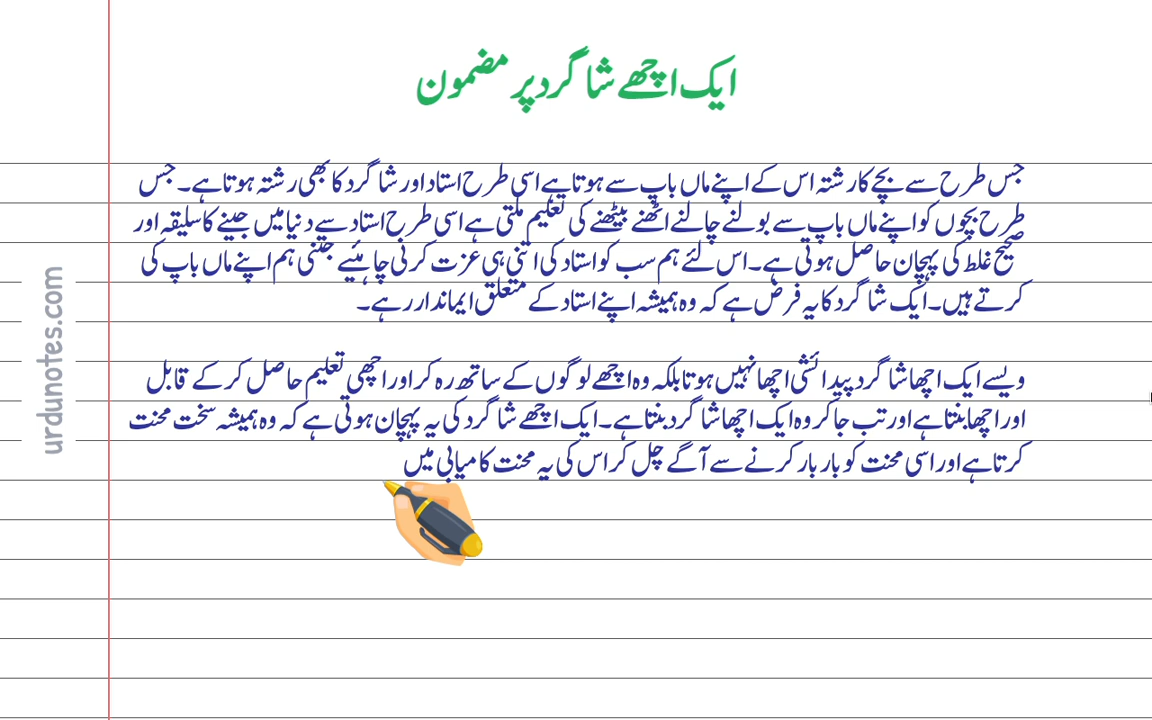 ایک اچھے شاگرد پر مضمون
جس طرح سے بچے کا رشتہ اس کے اپنے ماں باپ سے ہوتا ہے اسی طرح استاد اور شاگرد کا بھی رشتہ ہوتا ہے۔ جس
طرح بچوں کو اپنے ماں باپ سے بولنے چالنے اٹھنے بیٹھنے کی تعلیم ملتی ہے اسی طرح استاد سے دنیا میں جینے کا سلیقہ اور
صحیح غلط کی پہچان حاصل ہوتی ہے۔ اس لئے ہم سب کو استاد کی اتنی ہی عزت کرنی چاہئیے جتنی ہم اپنے ماں باپ کی
کرتے ہیں۔ ایک شاگرد کا یہ فرض ہے کہ وہ ہمیشہ اپنے استاد کے متعلق ایماندار رہے۔
ویسے ایک اچھا شاگرد پیدائشی اچھا نہیں ہوتا بلکہ وہ اچھے لوگوں کے ساتھ رہ کر اور اچھی تعلیم حاصل کر کے قابل
اور اچھا بنتا ہے اور تب جا کر وہ ایک اچھا شاگرد بنتا ہے۔ ایک اچھے شاگرد کی یہ پہچان ہوتی ہے کہ وہ ہمیشہ سخت محنت
کرتا ہے اور اسی محنت کو بار بار کرنے سے آگے چل کر اس کی یہ محنت کامیابی میں
urdunotes.com